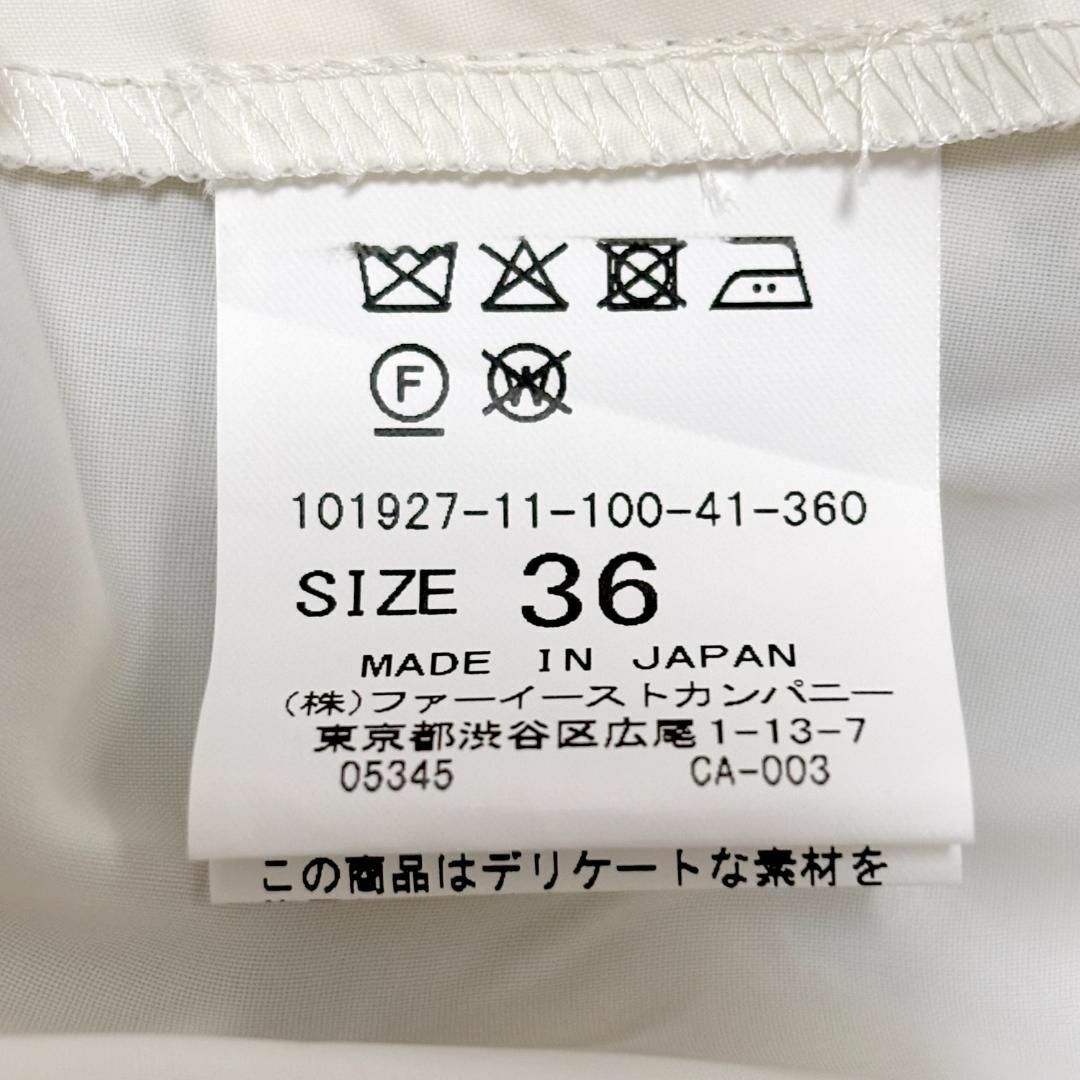 F W
101927-11-100-41-360
SIZE 36
MADE IN JAPAN
(株)ファーイーストカンパニー
東京都渋谷区広尾1-13-7
05345 CA-003
この商品はデリケートな素材を